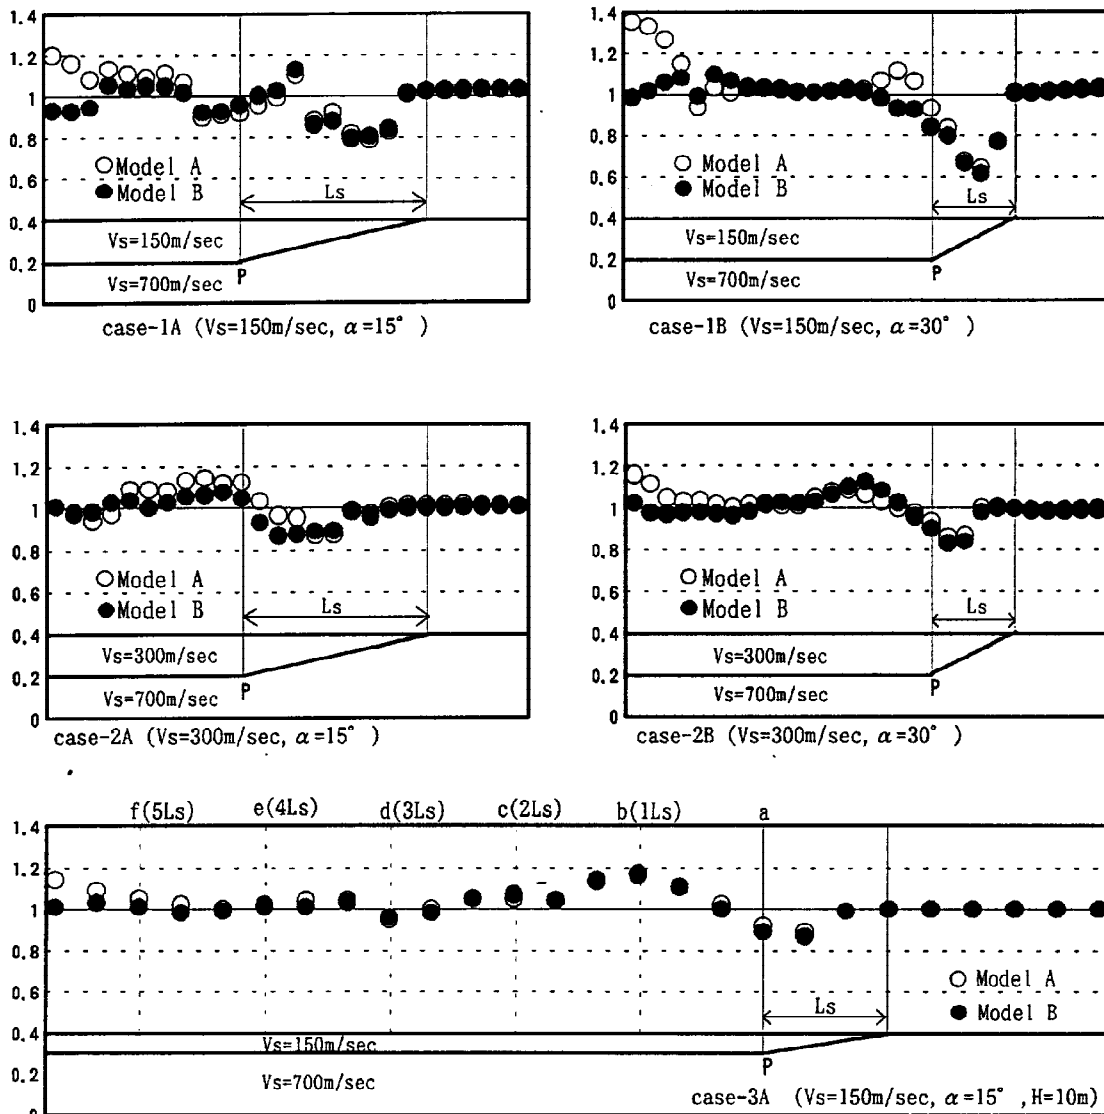 1.4
1.2
1
0.8
0.6
0.4
0.2
0
○Model A
●Model B
Ls
Vs=150m/sec
Vs=700m/sec
P
case-1A (Vs=150m/sec, α=15°)
1.4
1.2
1
0.8
0.6
0.4
0.2
0
○Model A
●Model B
Ls
Vs=150m/sec
Vs=700m/sec
P
case-1B (Vs=150m/sec, α=30°)
1.4
1.2
1
0.8
0.6
0.4
0.2
0
○Model A
●Model B
Ls
Vs=300m/sec
Vs=700m/sec
P
case-2A (Vs=300m/sec, α=15°)
1.4
1.2
1
0.8
0.6
0.4
0.2
0
○Model A
●Model B
Ls
Vs=300m/sec
Vs=700m/sec
P
case-2B (Vs=300m/sec, α=30°)
f(5Ls) e(4Ls) d(3Ls) c(2Ls) b(1Ls) a
1.4
1.2
1
0.8
0.6
0.4
0.2
0
○ Model A
● Model B
Ls
Vs=150m/sec
Vs=700m/sec
P
case-3A (Vs=150m/sec, α=15°, H=10m)